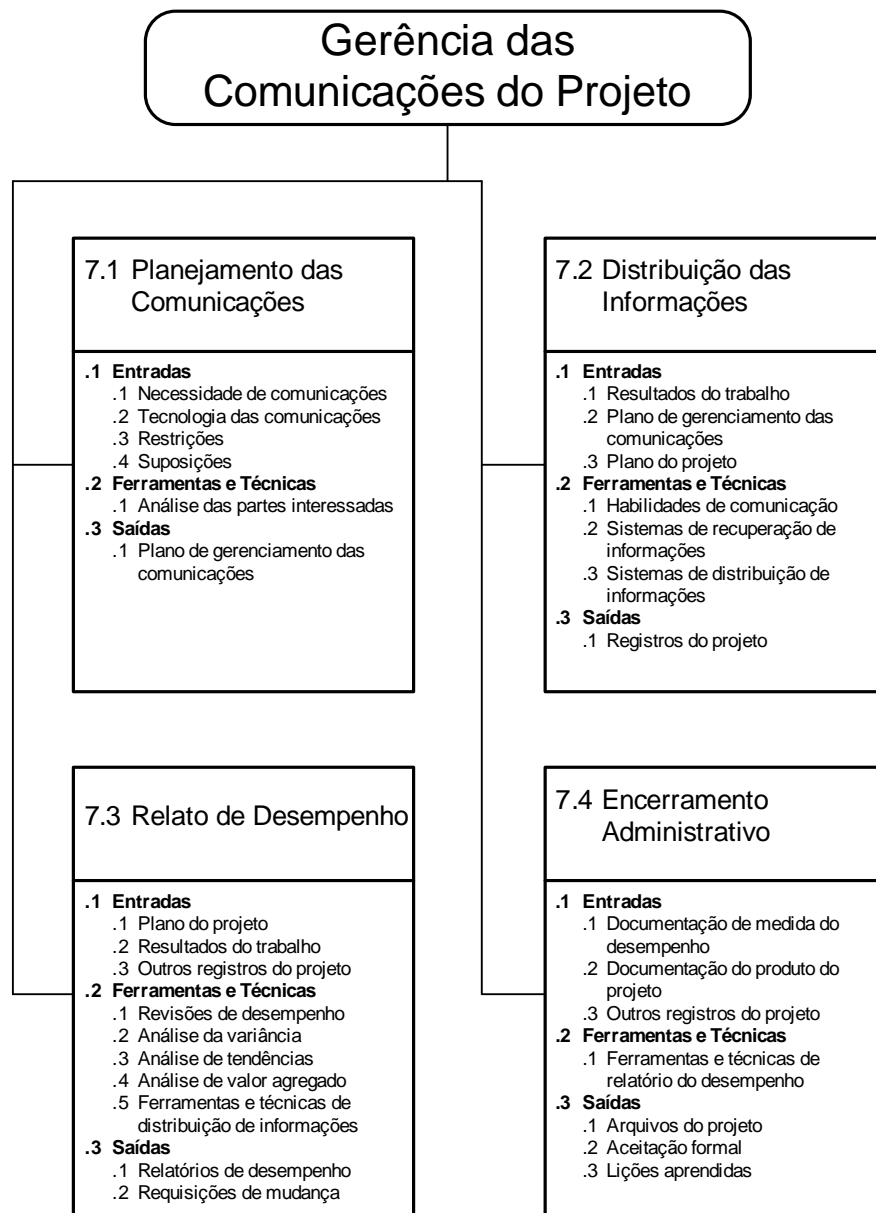 Gerência das
Comunicações do Projeto
7.1 Planejamento das
Comunicações
.1 Entradas
.1 Necessidade de comunicações
.2 Tecnologia das comunicações
.3 Restrições
.4 Suposições
.2 Ferramentas e Técnicas
.1 Análise das partes interessadas
.3 Saídas
.1 Plano de gerenciamento das
comunicações
7.2 Distribuição das
Informações
.1 Entradas
.1 Resultados do trabalho
.2 Plano de gerenciamento das
comunicações
.3 Plano do projeto
.2 Ferramentas e Técnicas
.1 Habilidades de comunicação
.2 Sistemas de recuperação de
informações
.3 Sistemas de distribuição de
informações
.3 Saídas
.1 Registros do projeto
7.3 Relato de Desempenho
.1 Entradas
.1 Plano do projeto
.2 Resultados do trabalho
.3 Outros registros do projeto
.2 Ferramentas e Técnicas
.1 Revisões de desempenho
.2 Análise da variância
.3 Análise de tendências
.4 Análise de valor agregado
.5 Ferramentas e técnicas de
distribuição de informações
.3 Saídas
.1 Relatórios de desempenho
.2 Requisições de mudança
7.4 Encerramento
Administrativo
.1 Entradas
.1 Documentação de medida do
desempenho
.2 Documentação do produto do
projeto
.3 Outros registros do projeto
.2 Ferramentas e Técnicas
.1 Ferramentas e técnicas de
relatório do desempenho
.3 Saídas
.1 Arquivos do projeto
.2 Aceitação formal
.3 Lições aprendidas